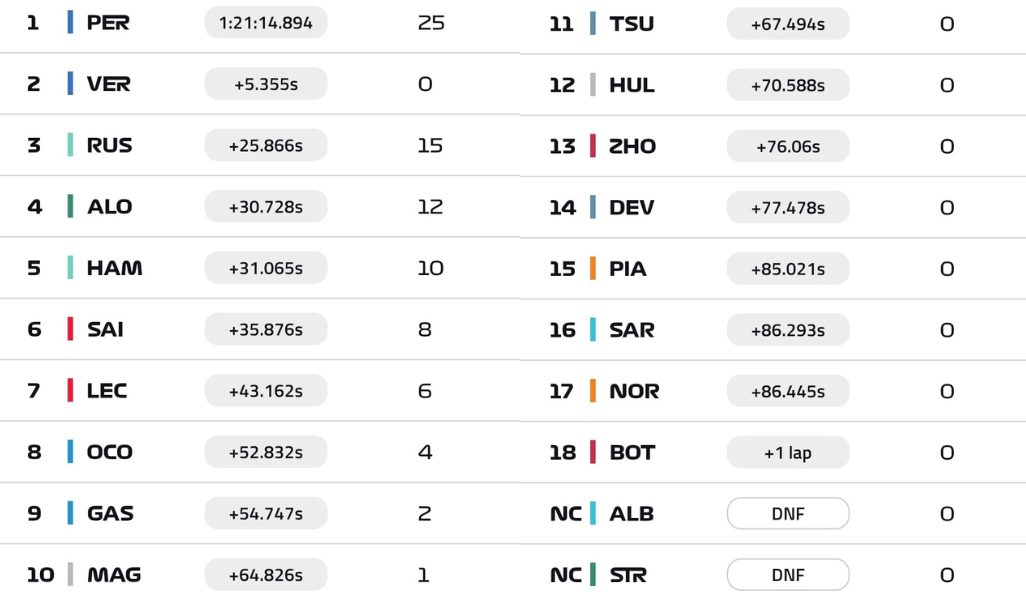 1 PER 1:21:14.894 25
2 VER +5.355s 0
3 RUS +25.866s 15
4 ALO +30.728s 12
5 HAM +31.065s 10
6 SAI +35.876s 8
7 LEC +43.162s 6
8 OCO +52.832s 4
9 GAS +54.747s 2
10 MAG +64.826s 1
11 TSU +67.494s 0
12 HUL +70.588s 0
13 ZHO +76.06s 0
14 DEV +77.478s 0
15 PIA +85.021s 0
16 SAR +86.293s 0
17 NOR +86.445s 0
18 BOT +1 lap 0
NC ALB DNF 0
NC STR DNF 0